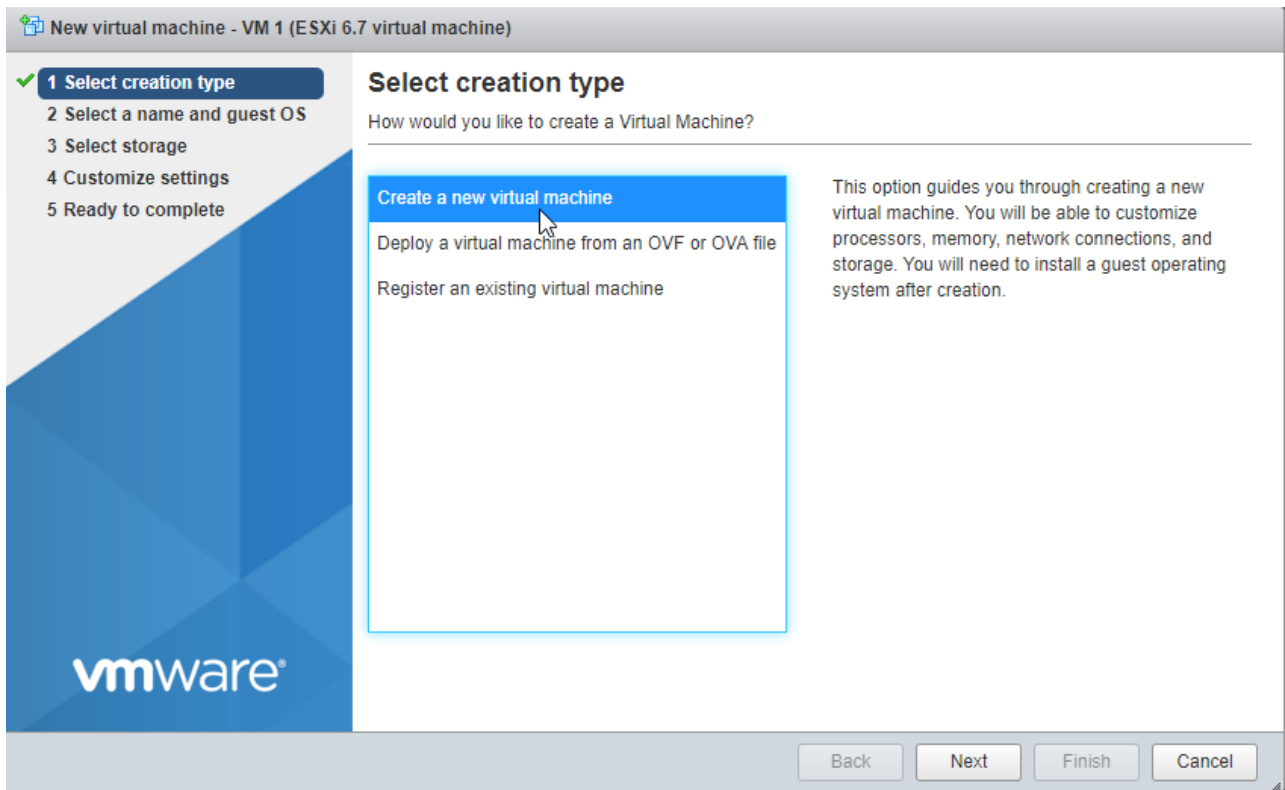 New virtual machine - VM 1 (ESXi 6.7 virtual machine)
1 Select creation type
2 Select a name and guest OS
3 Select storage
4 Customize settings
5 Ready to complete
vmware®
Select creation type
How would you like to create a Virtual Machine?
Create a new virtual machine
Deploy a virtual machine from an OVF or OVA file
Register an existing virtual machine
This option guides you through creating a new
virtual machine. You will be able to customize
processors, memory, network connections, and
storage. You will need to install a guest operating
system after creation.
Back Next Finish Cancel